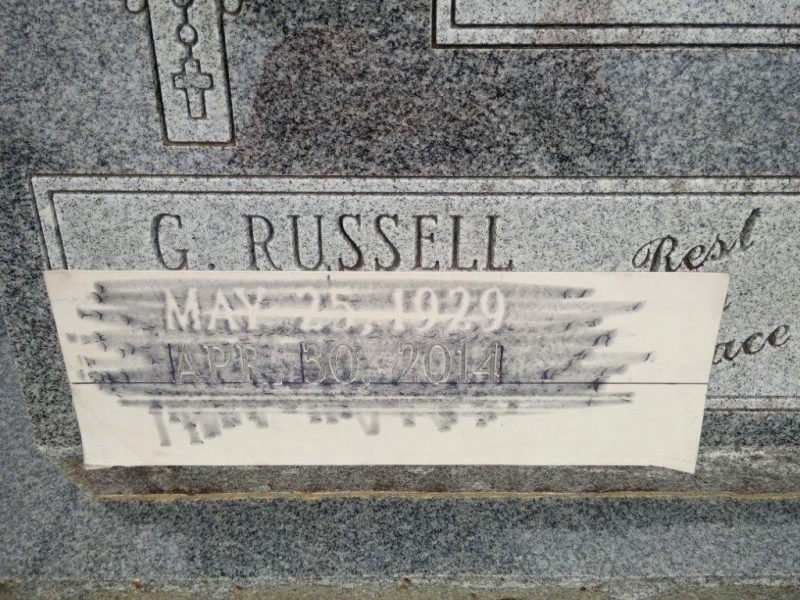 G. RUSSELL
MAY 25, 1929
APR. 30, 2014
Rest
ace